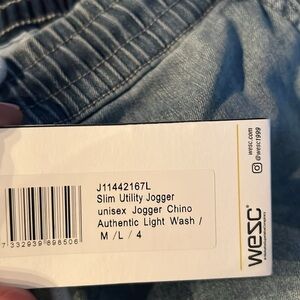 J11442167L
Slim Utility Jogger
unisex Jogger Chino
Authentic Light Wash /
M /L / 4
7 332939 898506
wesc.com
@wesc1999
wesc